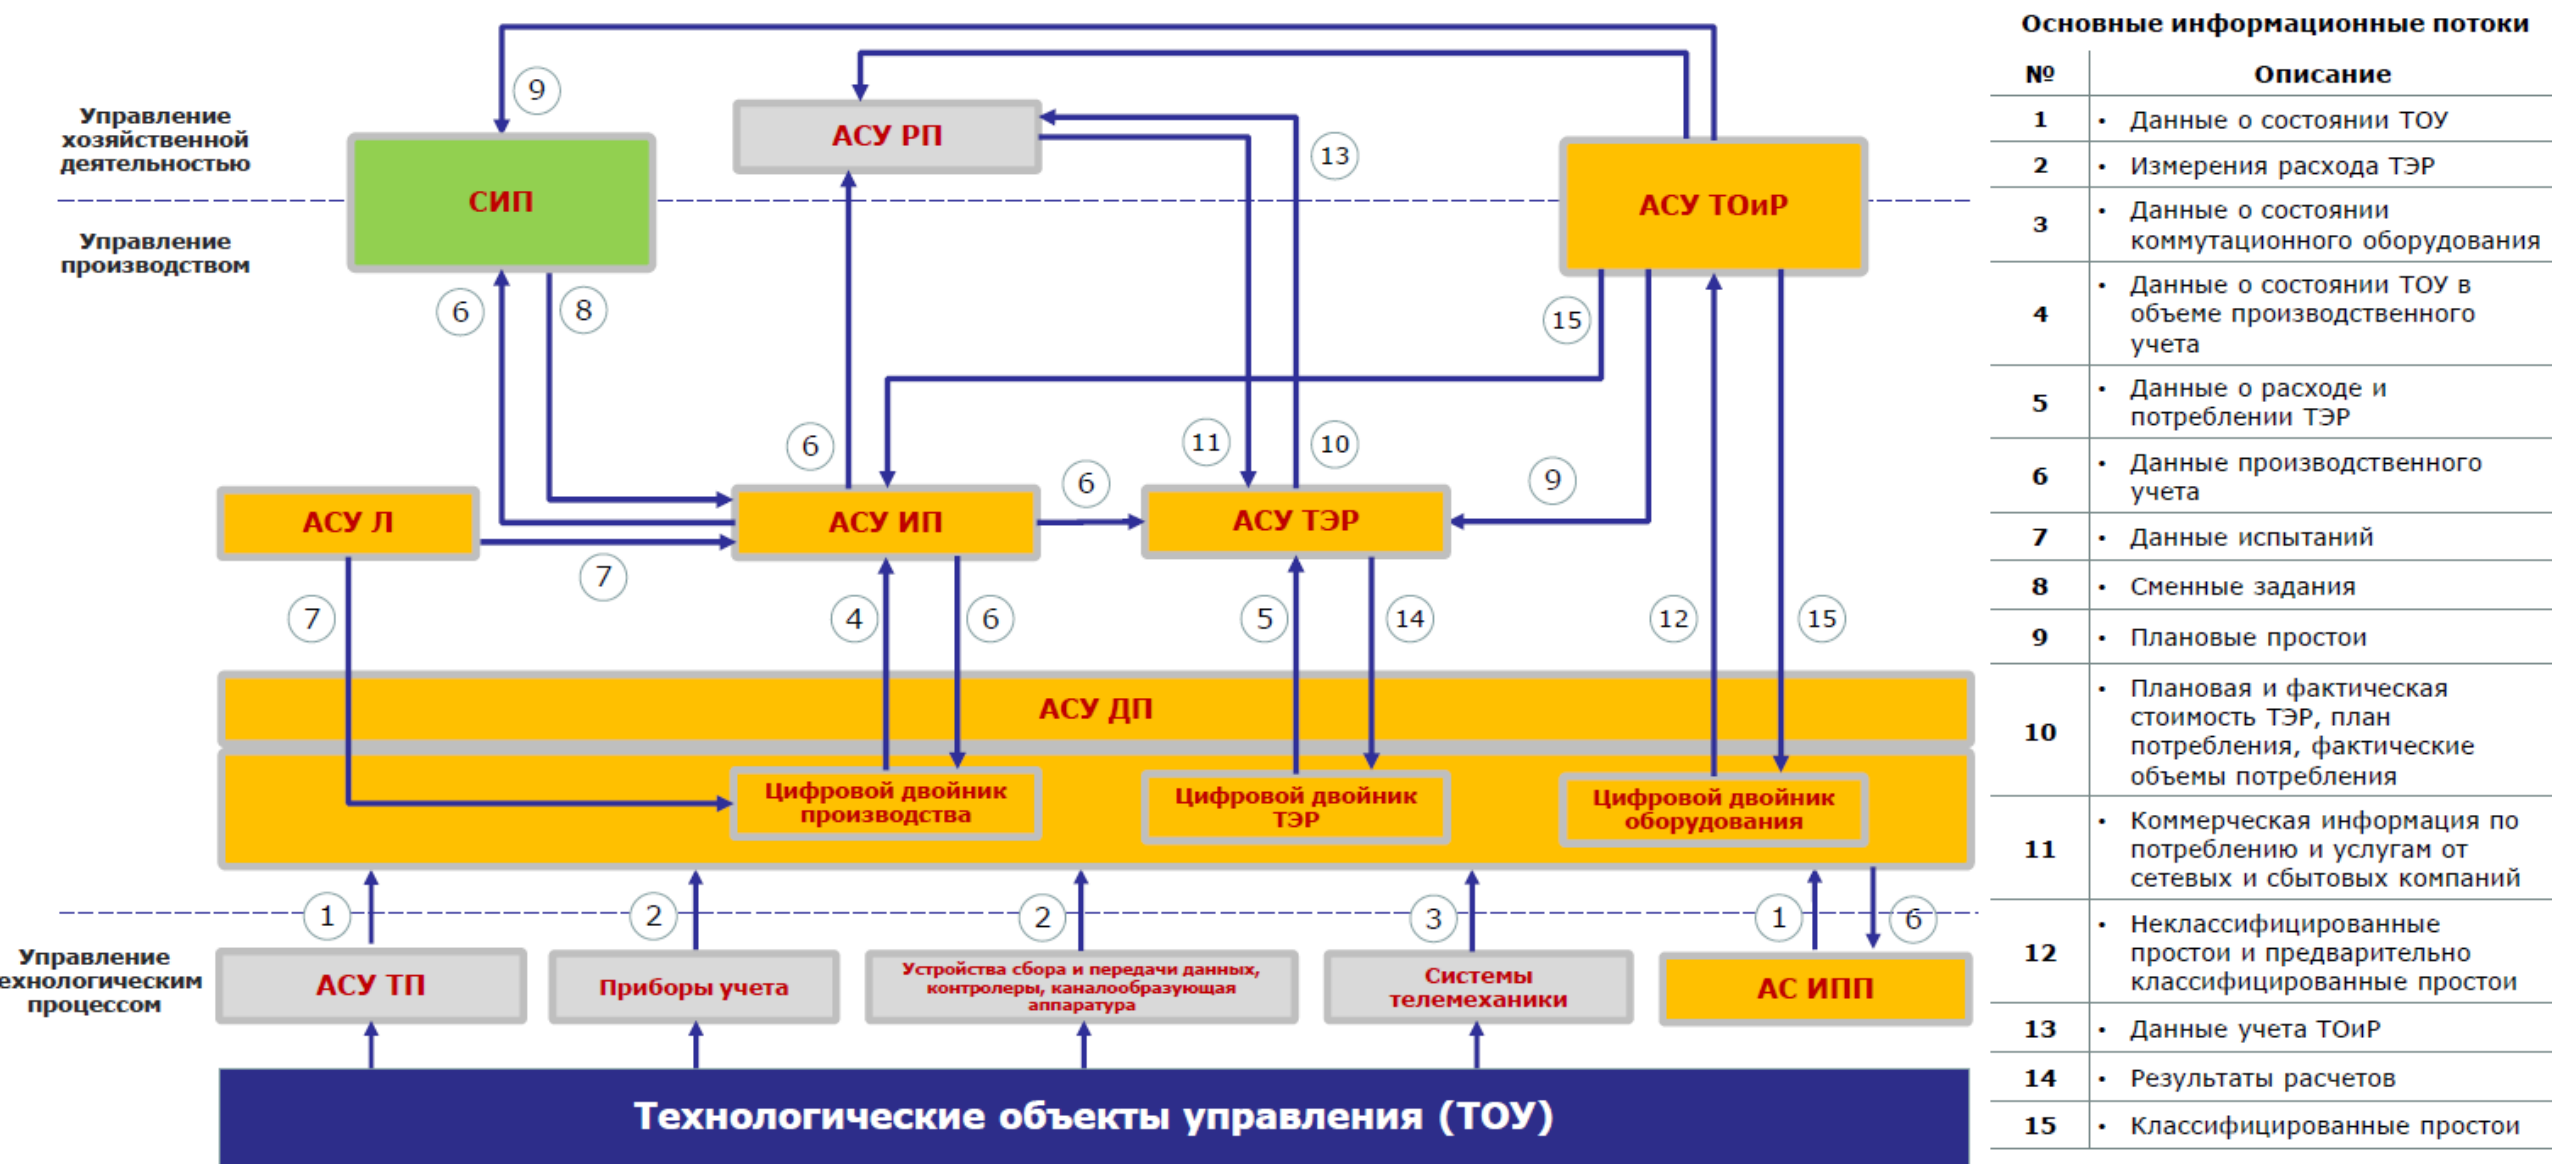 Основные информационные потоки
№ Описание
1 • Данные о состоянии ТОУ
2 • Измерения расхода ТЭР
3 • Данные о состоянии
коммутационного оборудования
4 • Данные о состоянии ТОУ в
объеме производственного
учета
5 • Данные о расходе и
потреблении ТЭР
6 • Данные производственного
учета
7 • Данные испытаний
8 • Сменные задания
9 • Плановые простои
10 • Плановая и фактическая
стоимость ТЭР, план
потребления, фактические
объемы потребления
11 • Коммерческая информация по
потреблению и услугам от
сетевых и сбытовых компаний
12 • Неклассифицированные
простои и предварительно
классифицированные простои
13 • Данные учета ТОиР
14 • Результаты расчетов
15 • Классифицированные простои
Управление
хозяйственной
деятельностью
Управление
производством
9
СИП
АСУ РП
13
АСУ ТОиР
6
8
15
6
11
10
6
9
АСУ Л
АСУ ИП
АСУ ТЭР
7
7
4
6
5
14
12
15
АСУ ДП
Цифровой двойник
производства
Цифровой двойник
ТЭР
Цифровой двойник
оборудования
1
2
2
3
1
6
Управление
ехнологическим
процессом
АСУ ТП
Приборы учета
Устройства сбора и передачи данных,
контролеры, каналообразующая
аппаратура
Системы
телемеханики
АС ИПП
Технологические объекты управления (ТОУ)